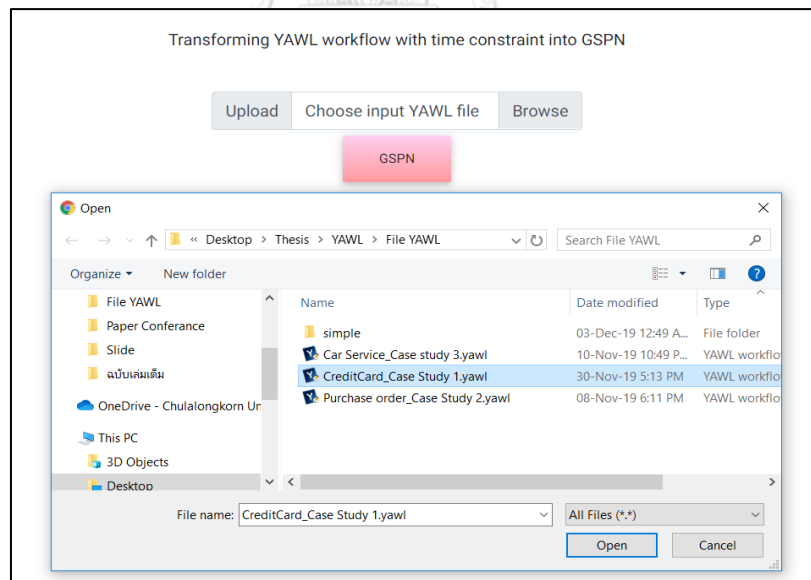 Transforming YAWL workflow with time constraint into GSPN
Upload Choose input YAWL file Browse
GSPN
Open
« Desktop > Thesis > YAWL > File YAWL Search File YAWL
Organize New folder
File YAWL
Paper Conferance
Slide
ฉบับเล่มเต็ม
OneDrive - Chulalongkorn Un
This PC
3D Objects
Desktop
Name Date modified Type
simple 03-Dec-19 12:49 A... File folder
Car Service_Case study 3.yawl 10-Nov-19 10:49 P... YAWL workflo
CreditCard_Case Study 1.yawl 30-Nov-19 5:13 PM YAWL workflo
Purchase order_Case Study 2.yawl 08-Nov-19 6:11 PM YAWL workflo
File name: CreditCard_Case Study 1.yawl All Files (*.*)
Open Cancel